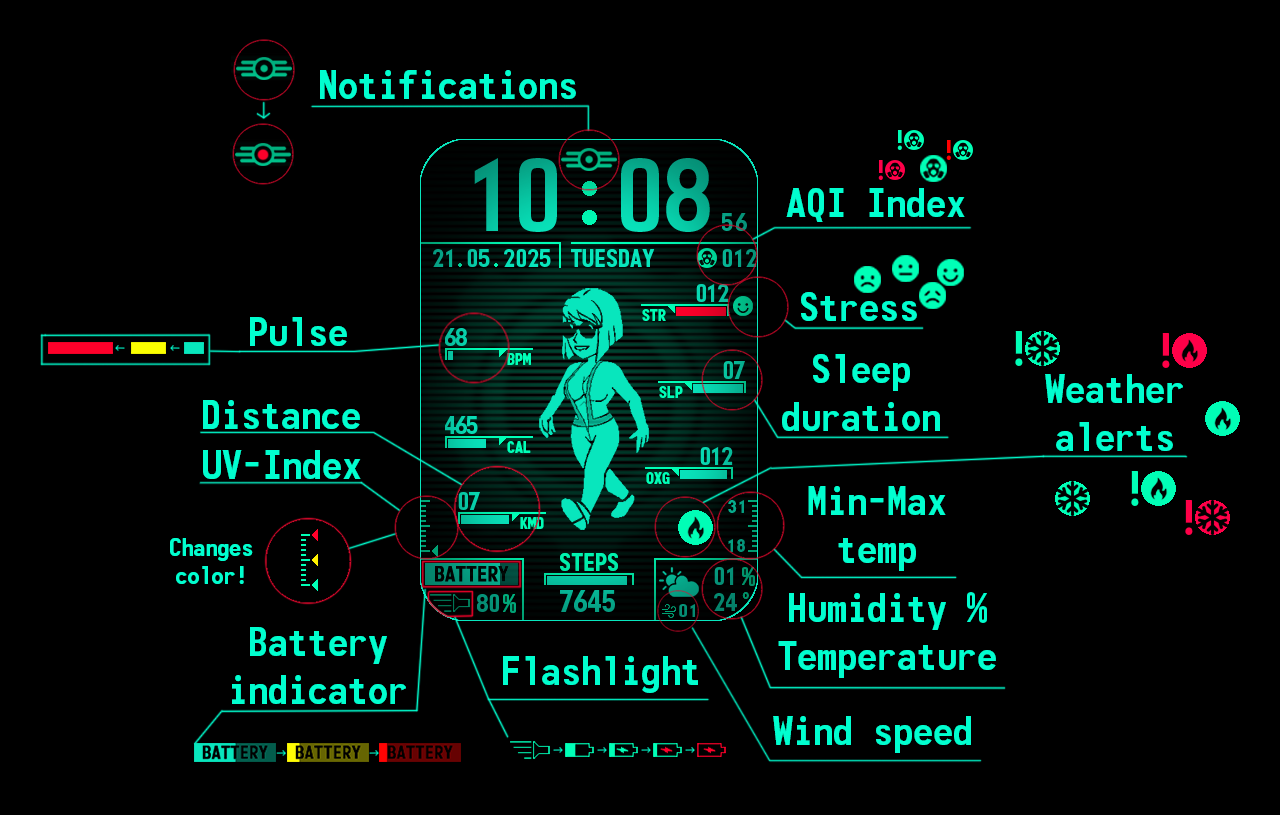 Notifications
10:08
56
21.05.2025
TUESDAY
012
AQI Index
012
STR
Stress
Pulse
68
BPM
07
SLP
Sleep
duration
Weather
alerts
Distance
465
CAL
012
OXG
UV-Index
07
KMD
31
18
Min-Max
temp
Changes
color!
BATTERY
80%
STEPS
7645
01 %
24 °
01
Humidity %
Temperature
Battery
indicator
Flashlight
Wind speed
BATTERY
BATTERY
BATTERY